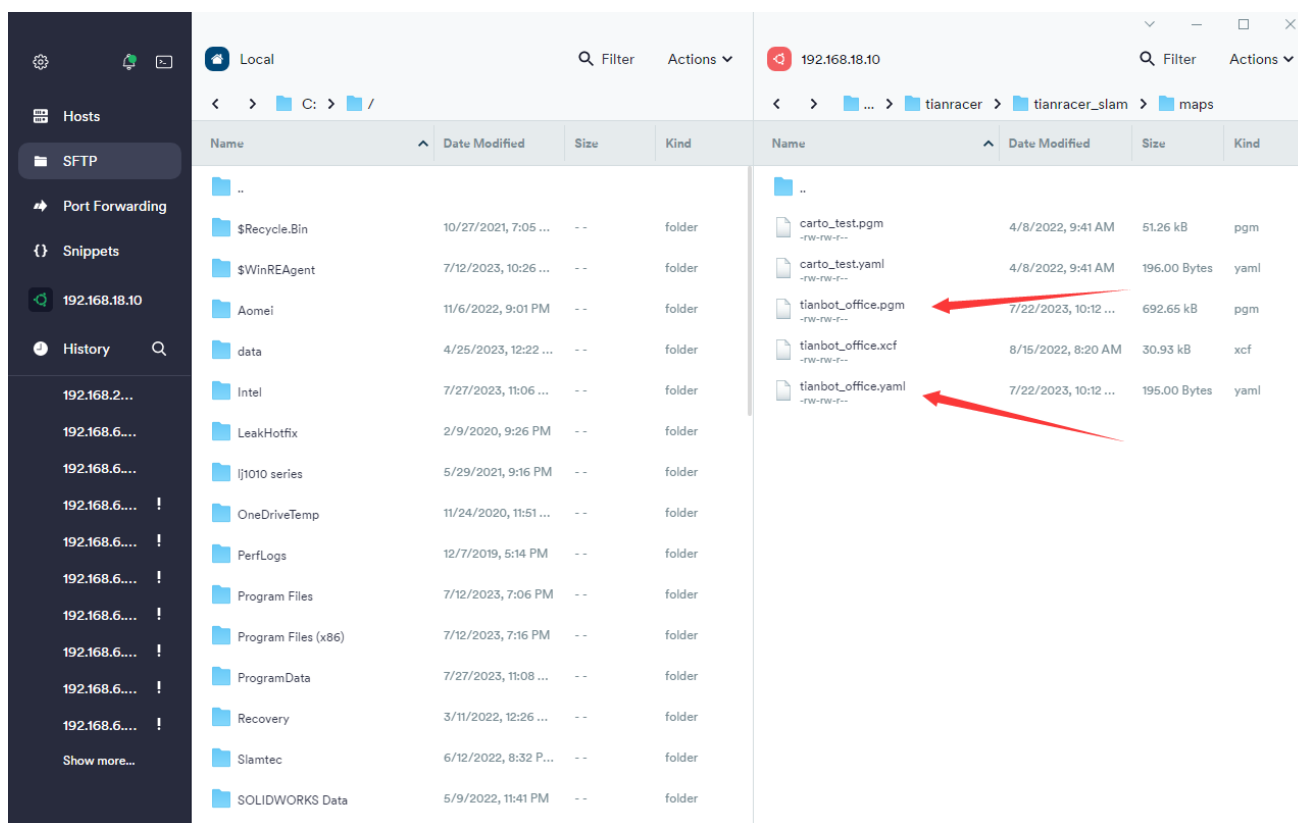 Local
Filter
Actions
192.168.18.10
Filter
Actions
C: > /
... > tianracer > tianracer_slam > maps
Hosts
SFTP
Port Forwarding
{} Snippets
192.168.18.10
History
192.168.2...
192.168.6....
192.168.6....
192.168.6.... !
192.168.6.... !
192.168.6.... !
192.168.6.... !
192.168.6.... !
192.168.6.... !
192.168.6.... !
Show more...
Name Date Modified Size Kind
..
$Recycle.Bin 10/27/2021, 7:05 ... - - folder
$WinREAgent 7/12/2023, 10:26 ... - - folder
Aomei 11/6/2022, 9:01 PM - - folder
data 4/25/2023, 12:22 ... - - folder
Intel 7/27/2023, 11:06 ... - - folder
LeakHotfix 2/9/2020, 9:26 PM - - folder
lj1010 series 5/29/2021, 9:16 PM - - folder
OneDriveTemp 11/24/2020, 11:51 ... - - folder
PerfLogs 12/7/2019, 5:14 PM - - folder
Program Files 7/12/2023, 7:06 PM - - folder
Program Files (x86) 7/12/2023, 7:16 PM - - folder
ProgramData 7/27/2023, 11:08 ... - - folder
Recovery 3/11/2022, 12:26 ... - - folder
Slamtec 6/12/2022, 8:32 P... - - folder
SOLIDWORKS Data 5/9/2022, 11:41 PM - - folder
Name Date Modified Size Kind
..
carto_test.pgm 4/8/2022, 9:41 AM 51.26 kB pgm
-rw-rw-r--
carto_test.yaml 4/8/2022, 9:41 AM 196.00 Bytes yaml
-rw-rw-r--
tianbot_office.pgm 7/22/2023, 10:12 ... 692.65 kB pgm
-rw-rw-r--
tianbot_office.xcf 8/15/2022, 8:20 AM 30.93 kB xcf
-rw-rw-r--
tianbot_office.yaml 7/22/2023, 10:12 ... 195.00 Bytes yaml
-rw-rw-r--